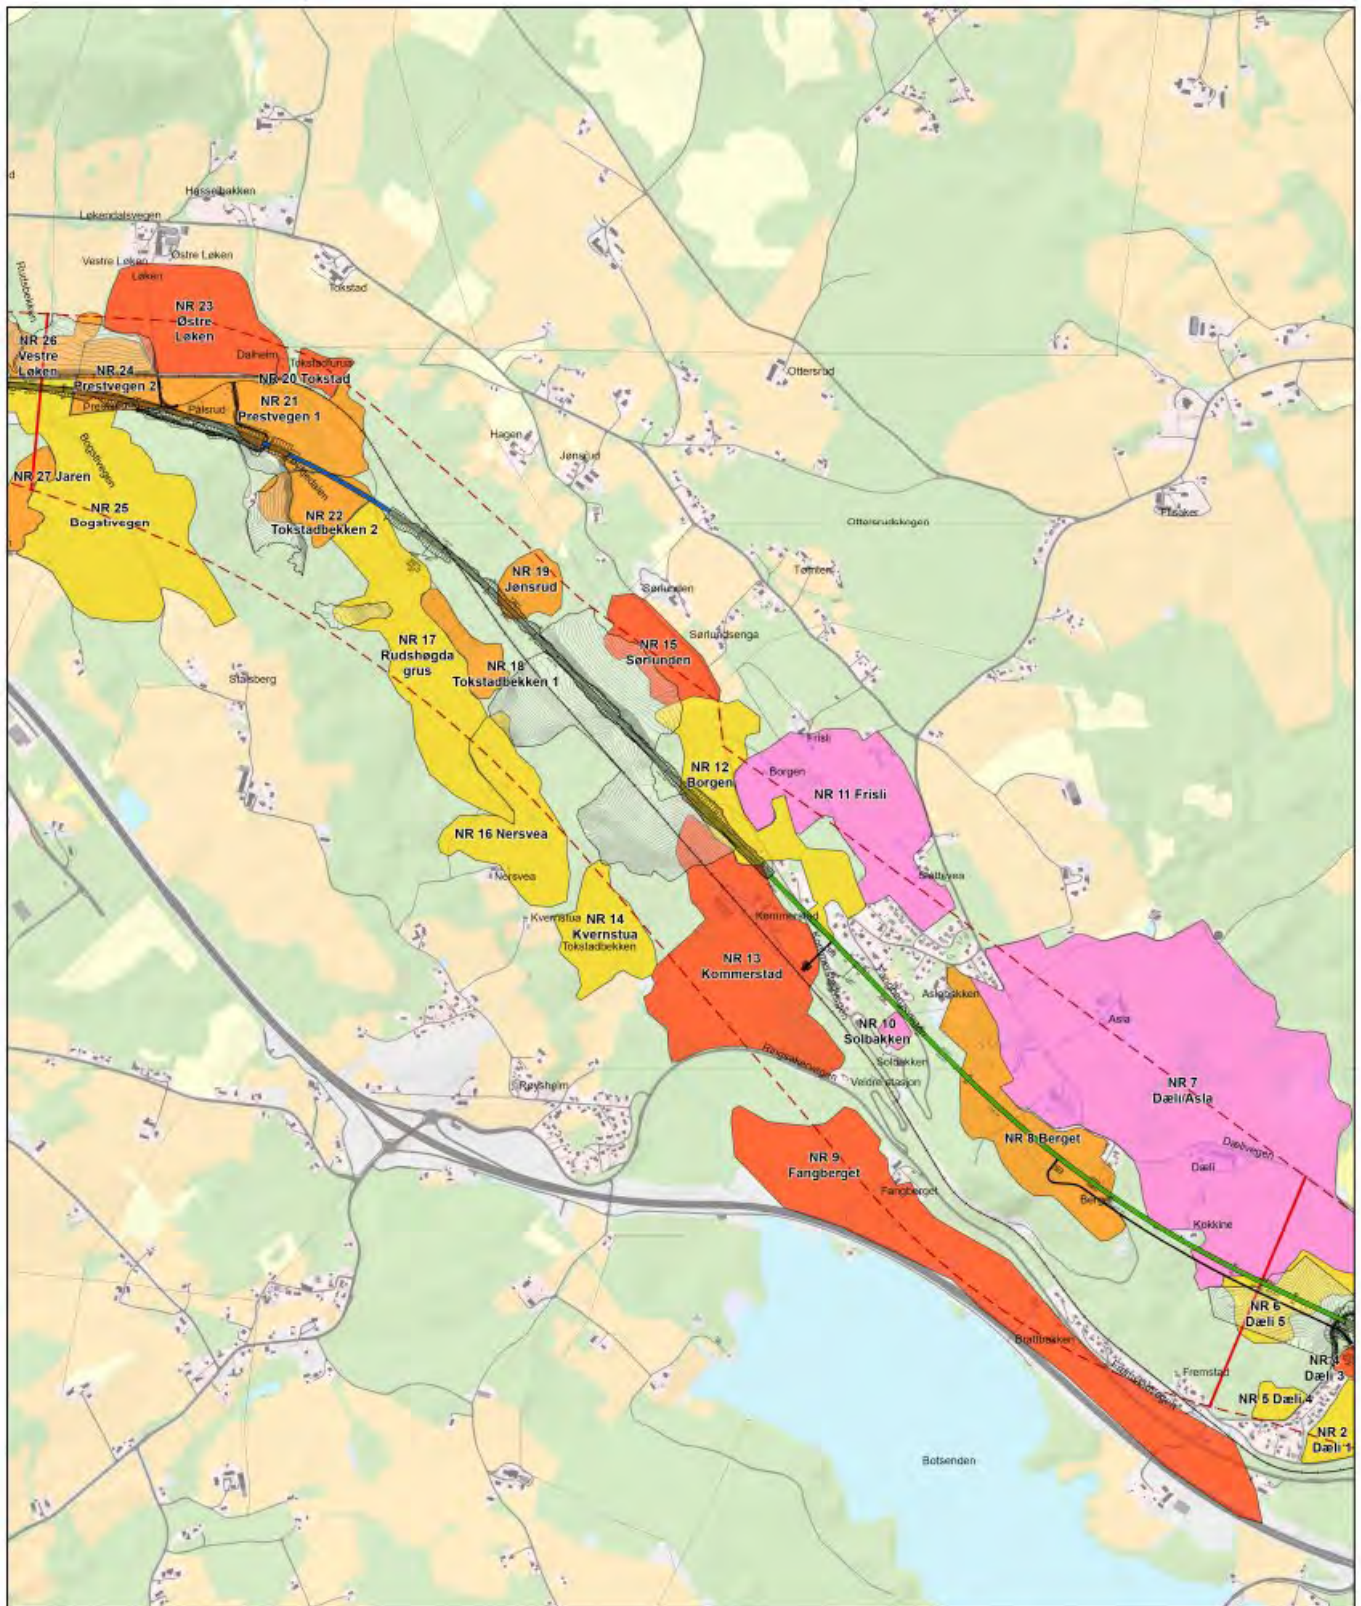 Hasselbakken
Løkendalsvegen
Østre Løken
Vestre Løken
Løken
Tokstad
Rudsbekken
NR 23
Østre
Løken
NR 26
Vestre
Løken
Dalheim
NR 20 Tokstad
NR 24
Prestvegen 2
Pålsrud
NR 21
Prestvegen 1
Ottersrud
Hagen
Jønsrud
Bogstivegen
NR 27 Jaren
NR 25
Bogstivegen
NR 22
Tokstadbekken 2
Ottersrudskogen
NR 19
Jønsrud
Sørlunden
Sørlundsenga
NR 15
Sørlunden
NR 17
Rudshøgda
grus
NR 18
Tokstadbekken 1
Stalsberg
Frisli
Borgen
NR 12
Borgen
NR 11 Frisli
NR 16 Nersvea
Nersvea
Kvernstua
NR 14
Kvernstua
Tokstadbekken
Kommerstad
NR 13
Kommerstad
Aslabakken
Asla
NR 10
Solbakken
Solbakken
Ringsakervegen
Veldre stasjon
Røysheim
NR 7
Dæli/Asla
NR 8 Berget
Dælivegen
Dæli
NR 9
Fangberget
Fangberget
Berget
Kokkine
NR 6
Dæli 5
Brattbakken
Fremstad
NR 4
Dæli 3
NR 5 Dæli 4
NR 2
Dæli 1
Botsenden